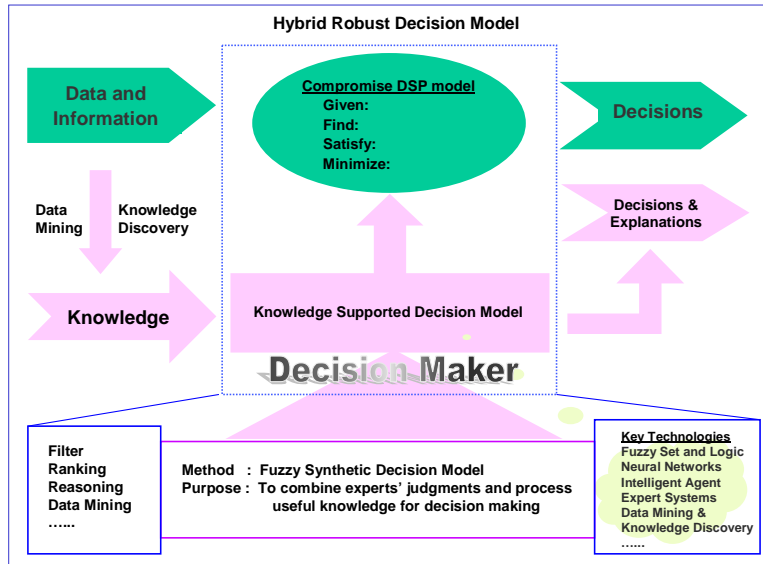 Hybrid Robust Decision Model
Data and
Information
Compromise DSP model
Given:
Find:
Satisfy:
Minimize:
Decisions
Data
Mining
Knowledge
Discovery
Decisions &
Explanations
Knowledge
Knowledge Supported Decision Model
Decision Maker
Filter
Ranking
Reasoning
Data Mining
…...
Method : Fuzzy Synthetic Decision Model
Purpose : To combine experts’ judgments and process
useful knowledge for decision making
Key Technologies
Fuzzy Set and Logic
Neural Networks
Intelligent Agent
Expert Systems
Data Mining &
Knowledge Discovery
…...